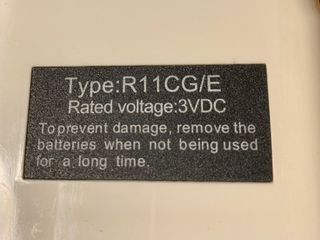 Type:R11CG/E
Rated voltage:3VDC
To prevent damage, remove the
batteries when not being used
for a long time.